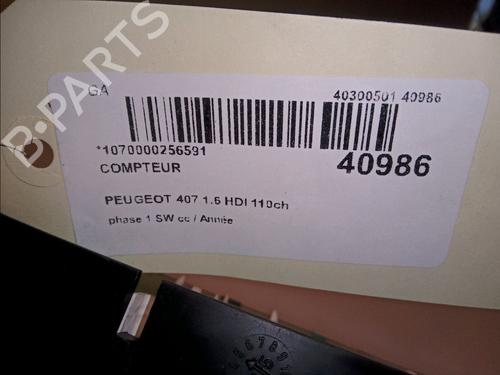 GA
40300501 40986
*1070000256591
40986
COMPTEUR
PEUGEOT 407 1.6 HDI 110ch
phase 1 SW cc / Année
B-PARTS